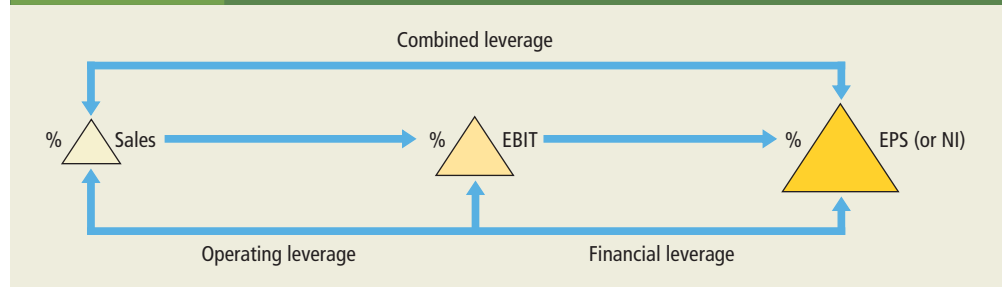 Combined leverage
% Sales % EBIT % EPS (or NI)
Operating leverage Financial leverage